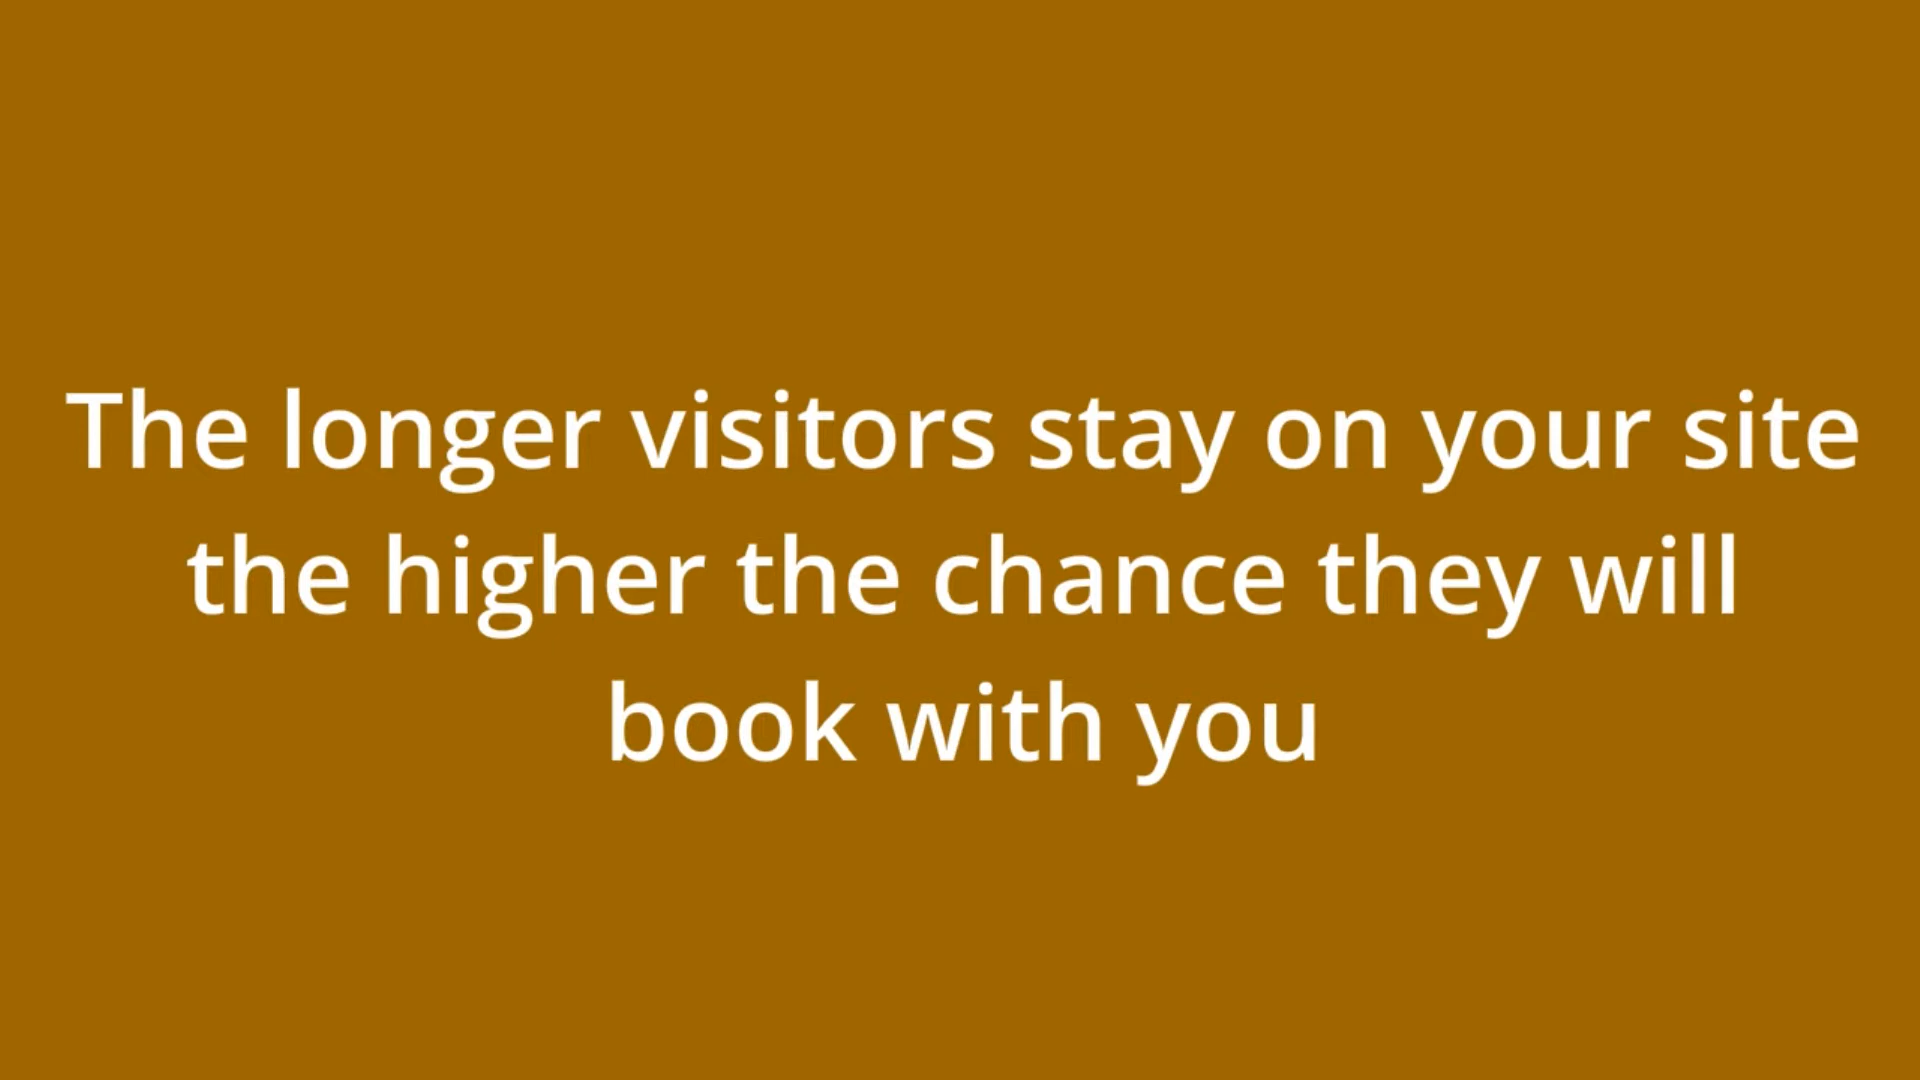 The longer visitors stay on your site
the higher the chance they will
book with you